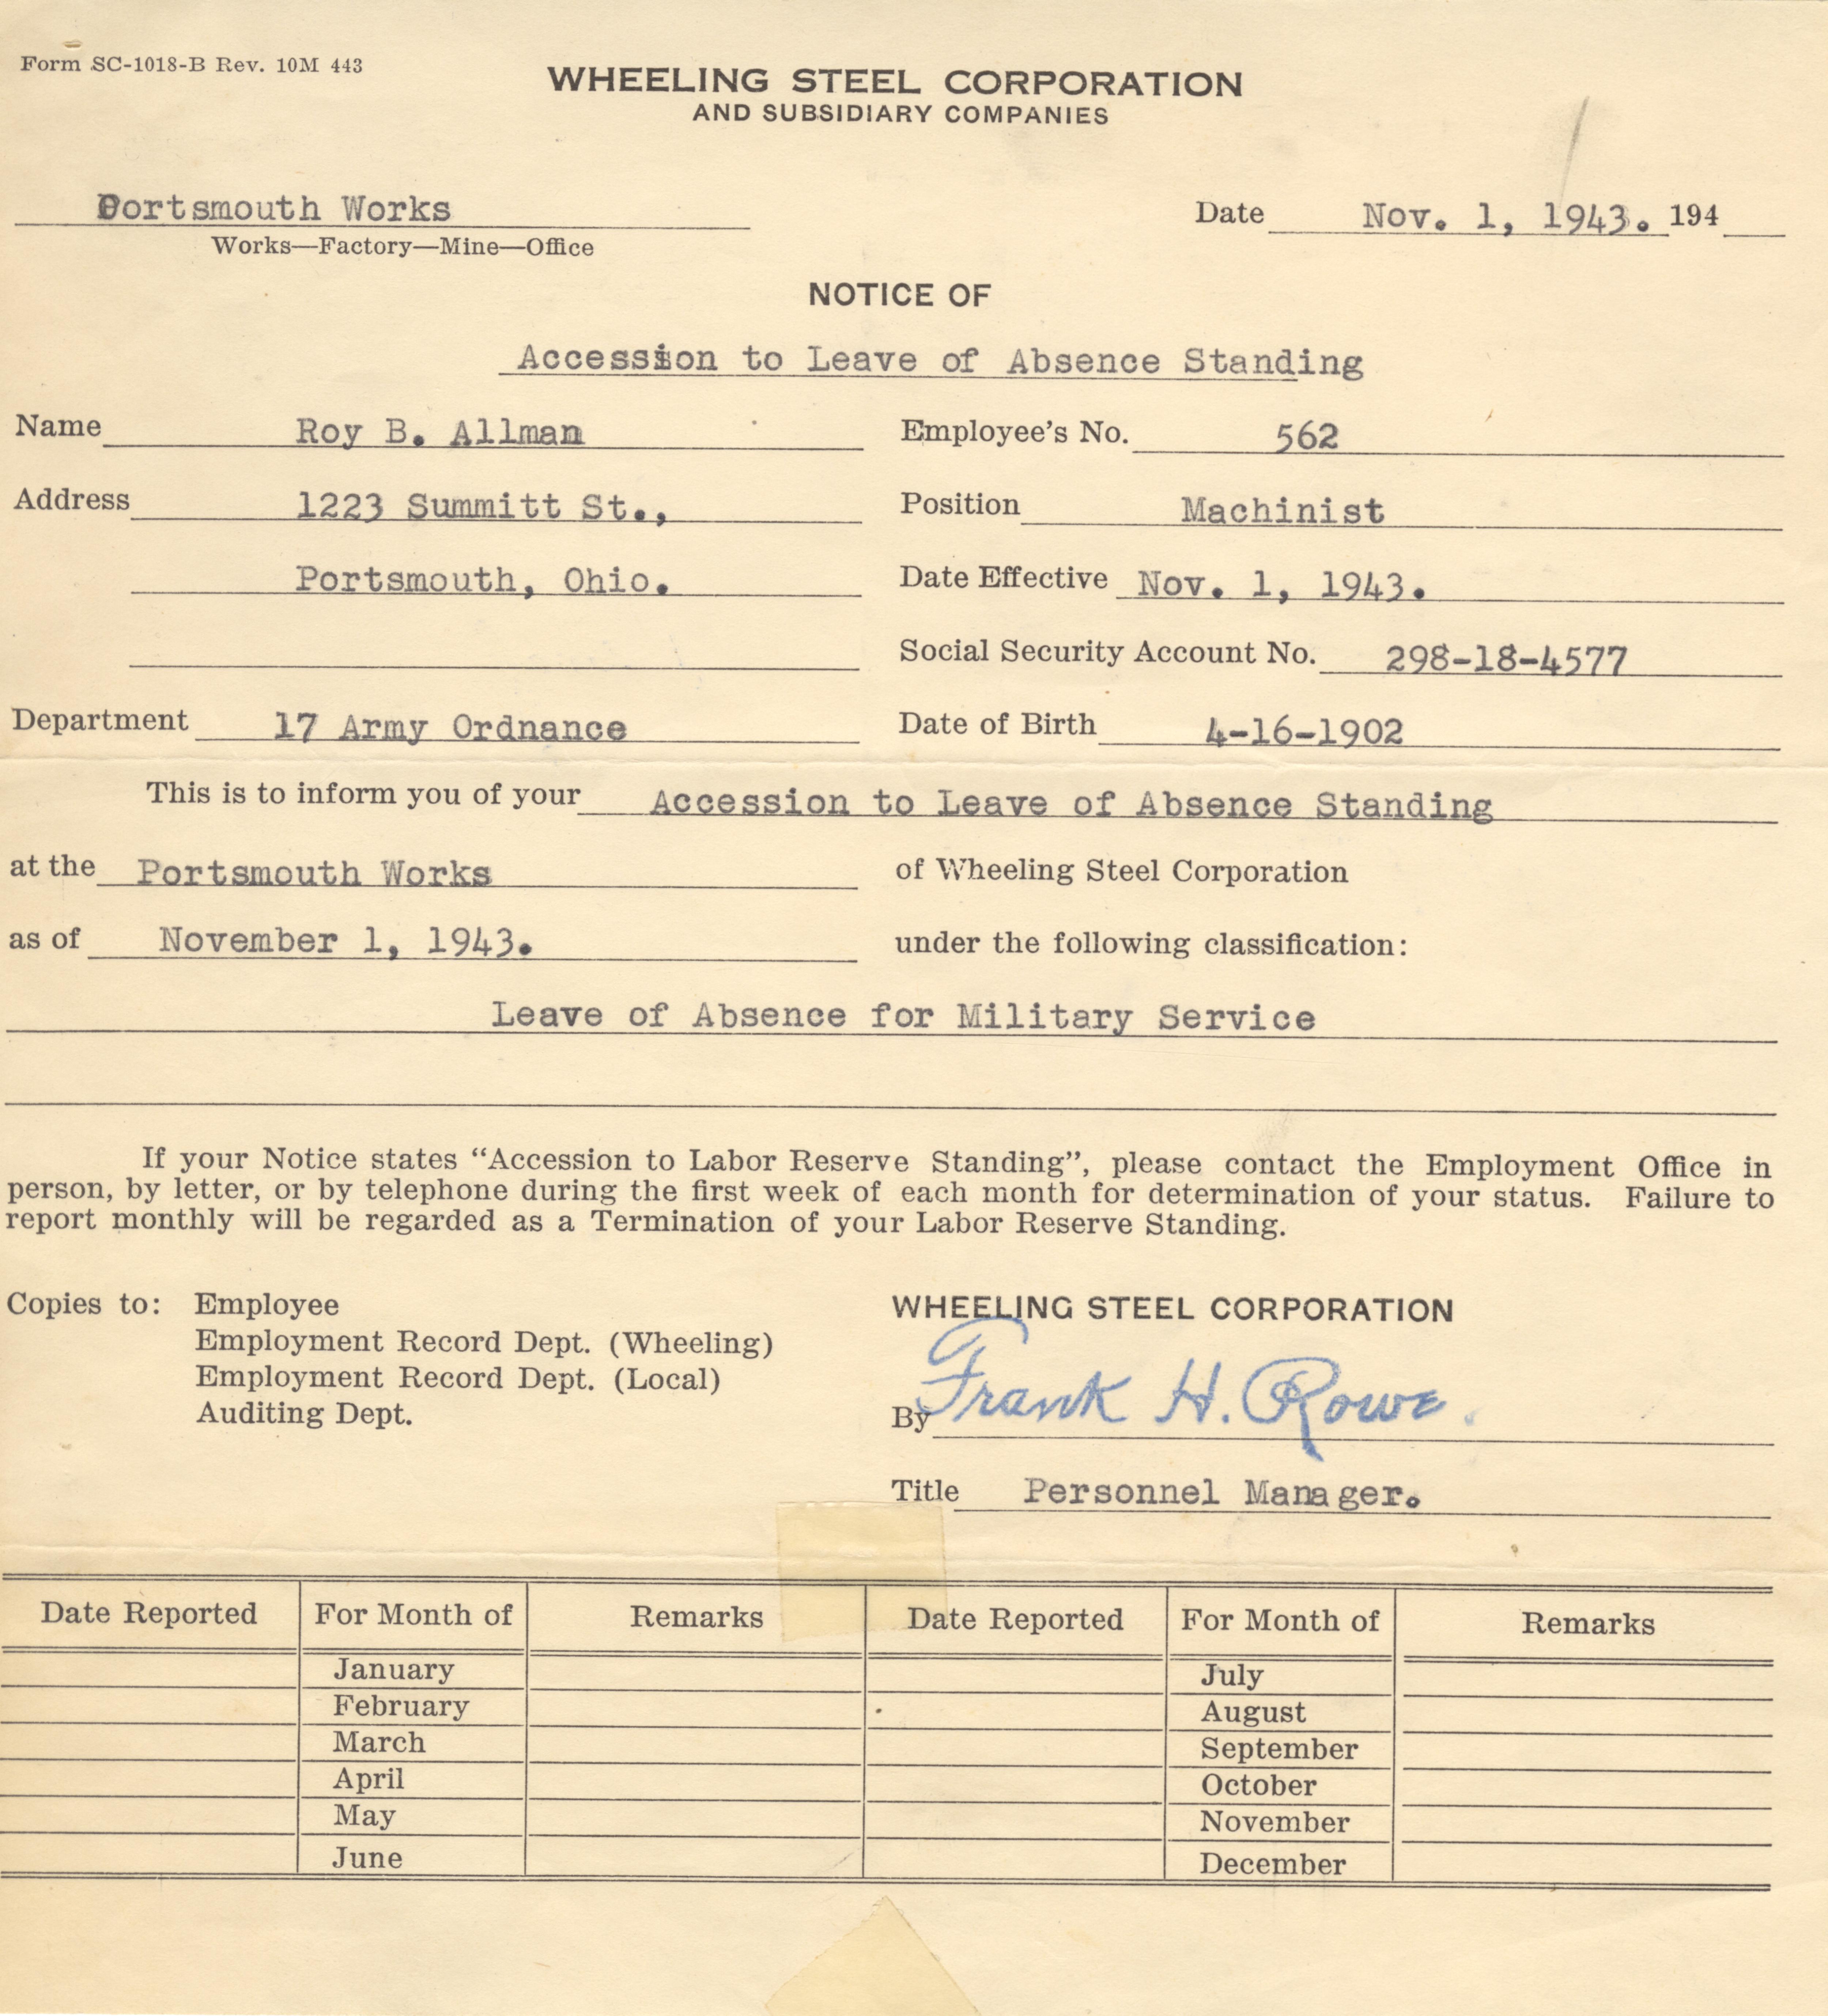 Form SC-1018-B Rev. 10M 443
WHEELING STEEL CORPORATION
AND SUBSIDIARY COMPANIES
Portsmouth Works
Date Nov. 1, 1943. 194
Works—Factory—Mine—Office
NOTICE OF
Accession to Leave of Absence Standing
Name Roy B. Allman Employee's No. 562
Address 1223 Summitt St., Position Machinist
Portsmouth, Ohio. Date Effective Nov. 1, 1943.
Social Security Account No. 298-18-4577
Department 17 Army Ordnance Date of Birth 4-16-1902
This is to inform you of your Accession to Leave of Absence Standing
at the Portsmouth Works of Wheeling Steel Corporation
as of November 1, 1943. under the following classification:
Leave of Absence for Military Service
If your Notice states “Accession to Labor Reserve Standing”, please contact the Employment Office in
person, by letter, or by telephone during the first week of each month for determination of your status. Failure to
report monthly will be regarded as a Termination of your Labor Reserve Standing.
Copies to: Employee
Employment Record Dept. (Wheeling)
Employment Record Dept. (Local)
Auditing Dept.
WHEELING STEEL CORPORATION
By Frank H. Rowe.
Title Personnel Manager.
Date Reported For Month of Remarks Date Reported For Month of Remarks
January July
February August
March September
April October
May November
June December